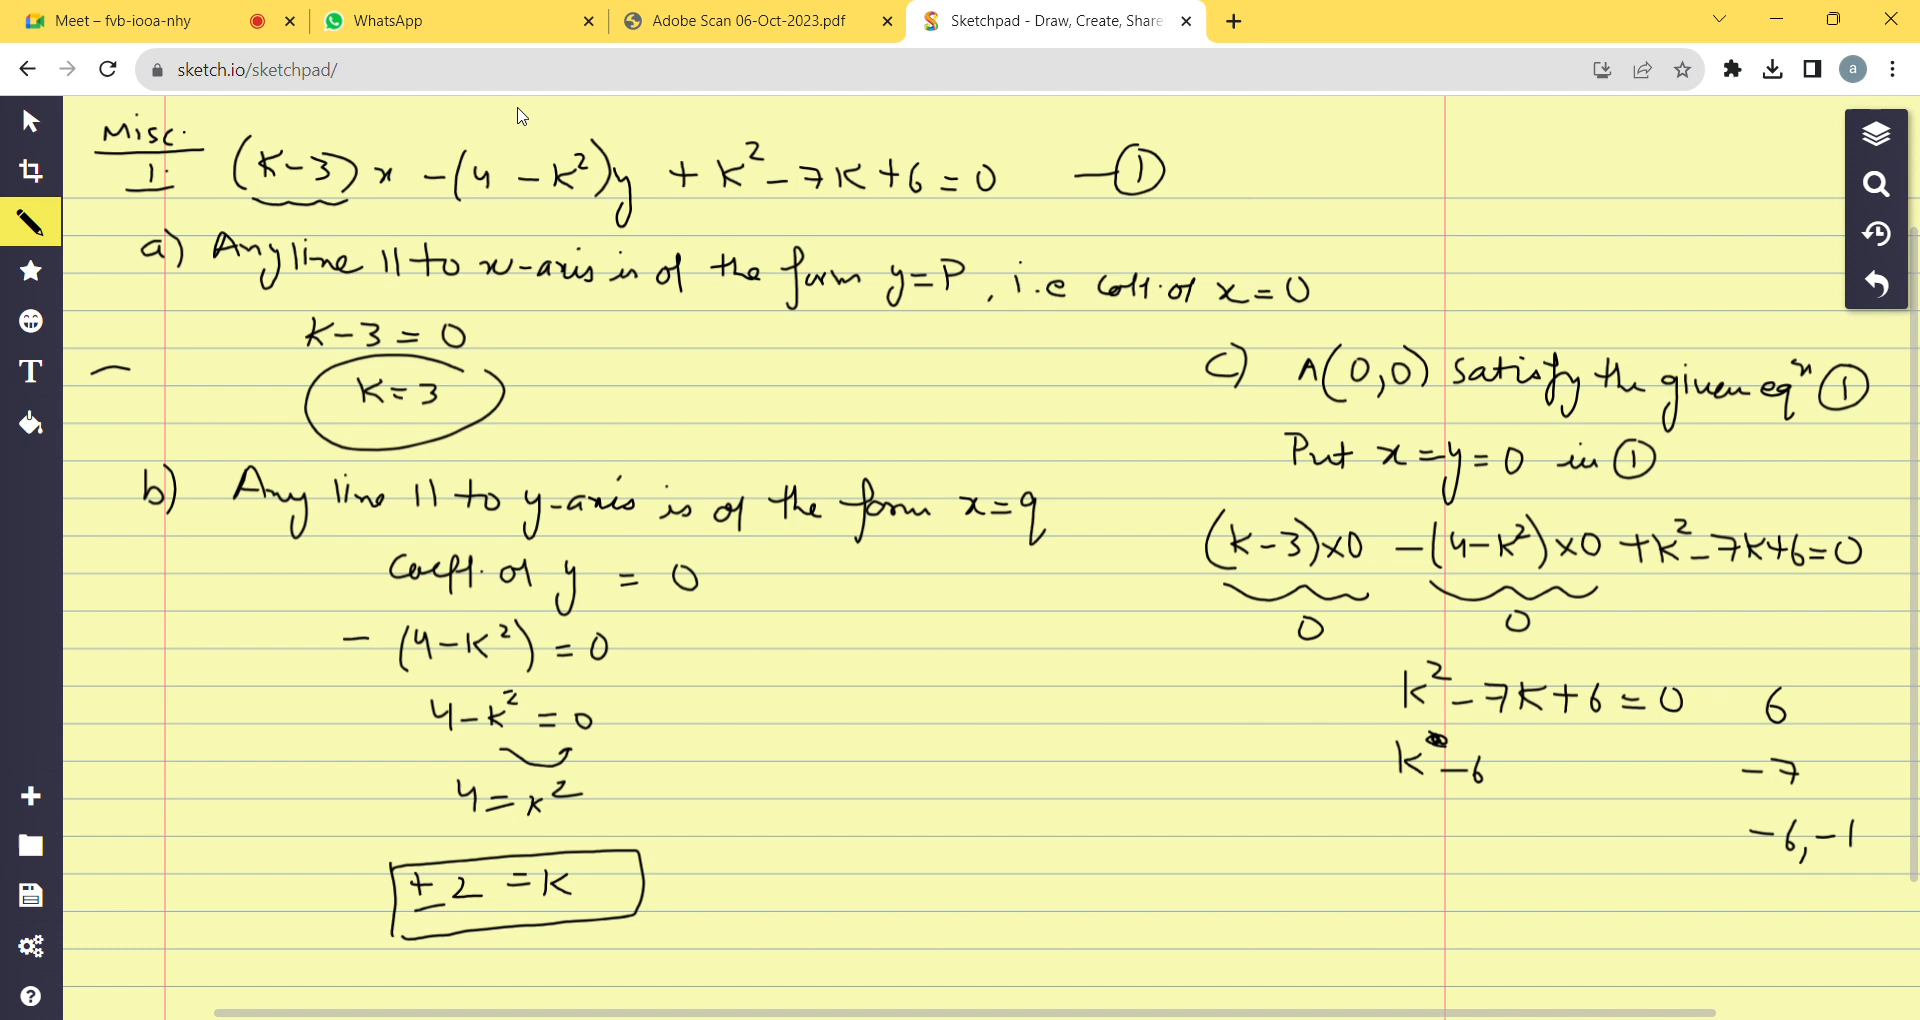 Meet – fvb-iooa-nhy
WhatsApp
Adobe Scan 06-Oct-2023.pdf
Sketchpad - Draw, Create, Share
sketch.io/sketchpad/
a
T
Misc.
1. (K-3)x -(4-K²)y + K²-7K+6=0 —①
a) Any line || to x-axis is of the form y=P, i.e coff. of x=0
K-3=0
K=3
b) Any line || to y-axis is of the form x=q
Coeff. of y = 0
-(4-K²)=0
4-K²=0
4=K²
±2=K
C) A(0,0) satisfy the given eqⁿ ①
Put x=y=0 in ①
(K-3)x0 -(4-K²)x0 +K²-7K+6=0
0 0
K²-7K+6=0 6
K -6 -7
-6,-1